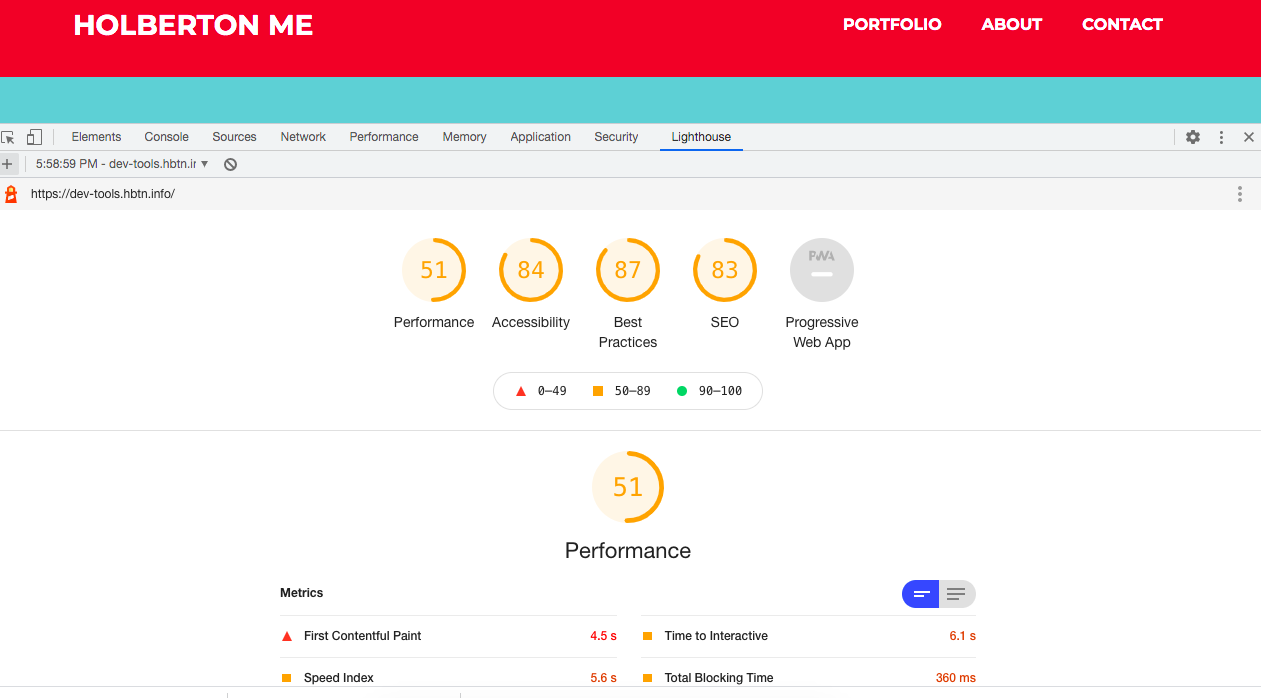 HOLBERTON ME
PORTFOLIO ABOUT CONTACT
Elements Console Sources Network Performance Memory Application Security Lighthouse
5:58:59 PM - dev-tools.hbtn.ir
https://dev-tools.hbtn.info/
51 84 87 83 PWA
Performance Accessibility Best Practices SEO Progressive Web App
0–49 50–89 90–100
51
Performance
Metrics
First Contentful Paint 4.5 s Time to Interactive 6.1 s
Speed Index 5.6 s Total Blocking Time 360 ms